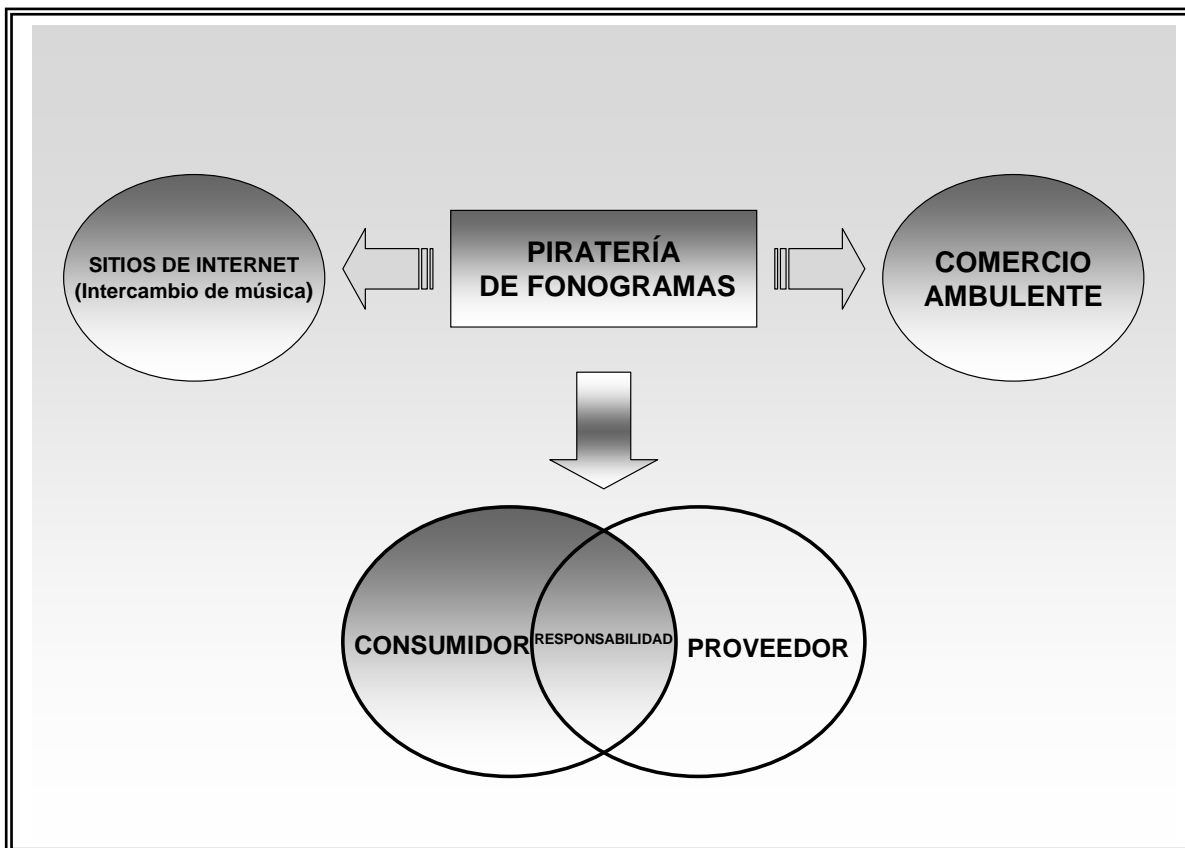 SITIOS DE INTERNET
(Intercambio de música)
PIRATERÍA
DE FONOGRAMAS
COMERCIO
AMBULENTE
CONSUMIDOR
RESPONSABILIDAD
PROVEEDOR